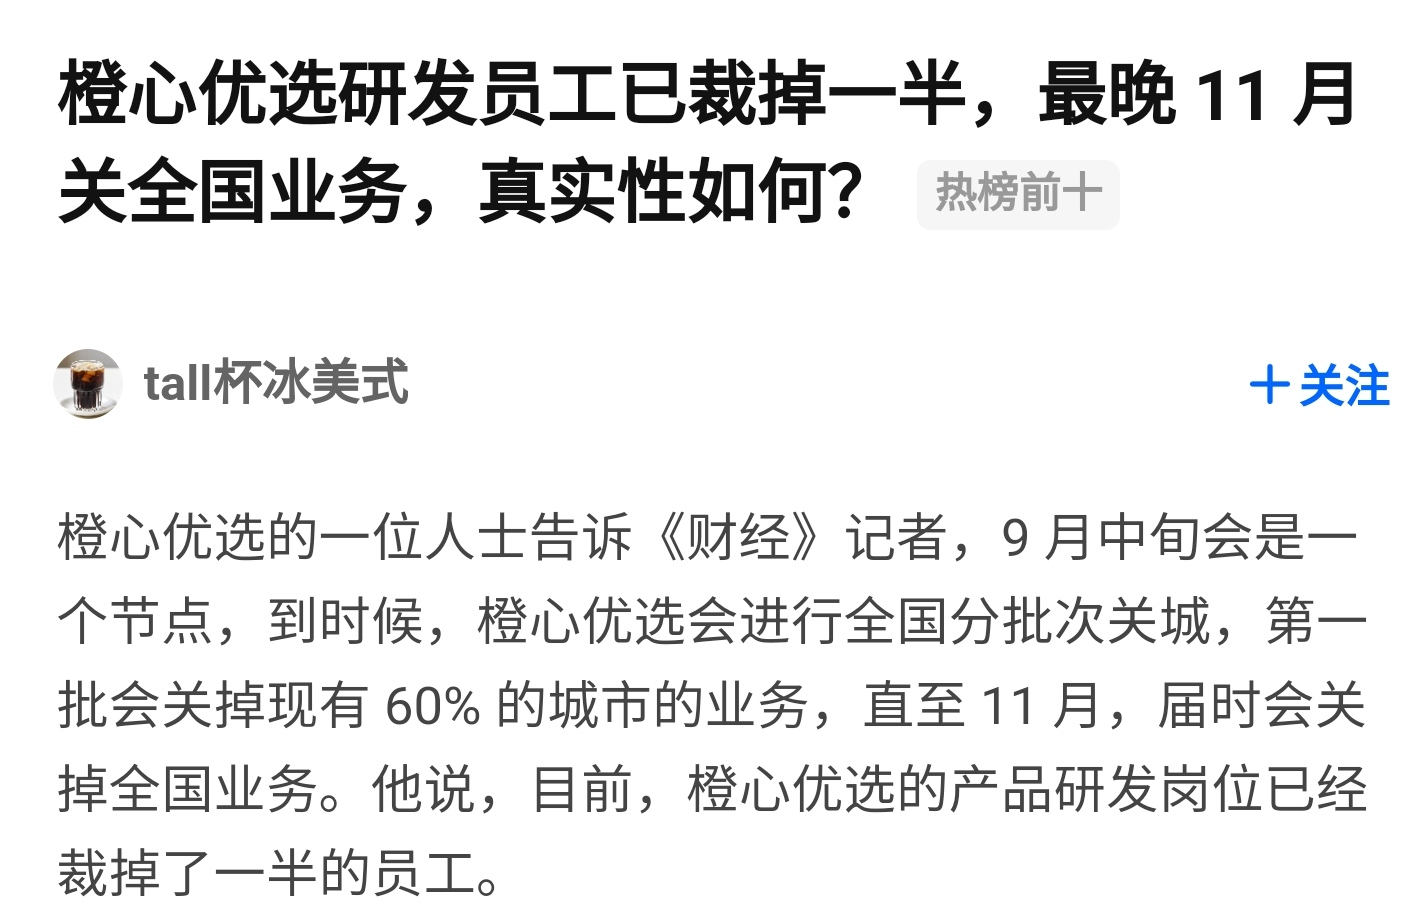 橙心优选研发员工已裁掉一半，最晚 11 月
关全国业务，真实性如何？ 热榜前十
tall杯冰美式 +关注
橙心优选的一位人士告诉《财经》记者，9 月中旬会是一
个节点，到时候，橙心优选会进行全国分批次关城，第一
批会关掉现有 60% 的城市的业务，直至 11 月，届时会关
掉全国业务。他说，目前，橙心优选的产品研发岗位已经
裁掉了一半的员工。